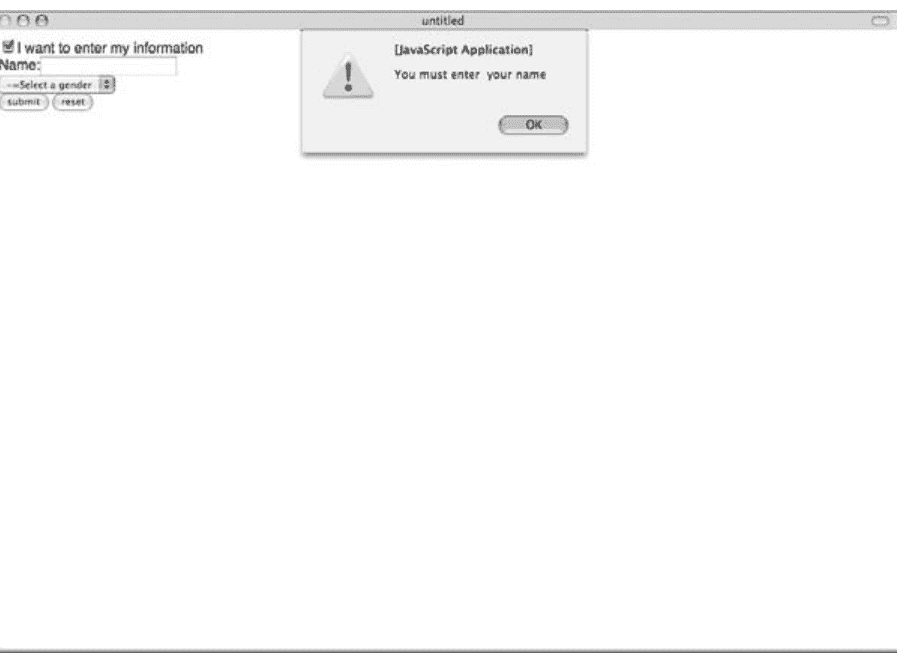 untitled
I want to enter my information
Name:
--=Select a gender
submit reset
[JavaScript Application]
You must enter your name
OK